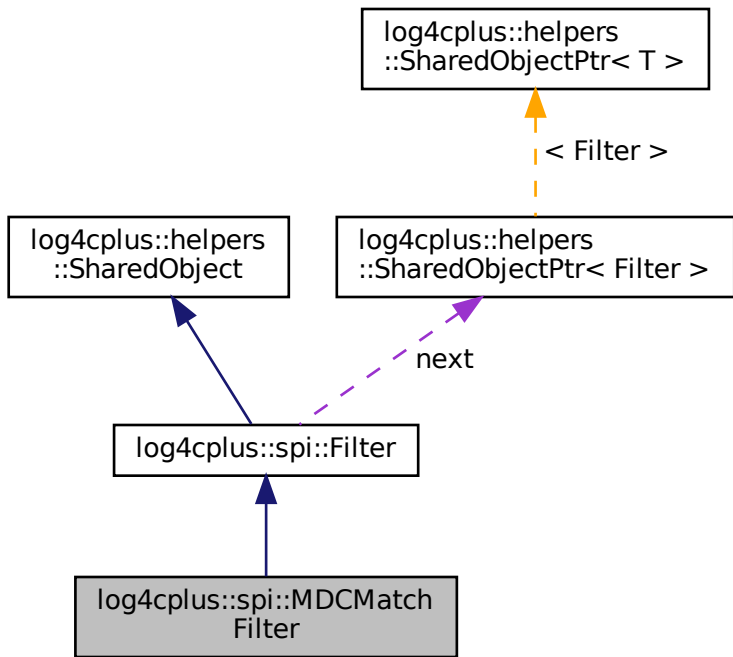 log4cplus::helpers
::SharedObjectPtr< T >
< Filter >
log4cplus::helpers
::SharedObject
log4cplus::helpers
::SharedObjectPtr< Filter >
next
log4cplus::spi::Filter
log4cplus::spi::MDCMatch
Filter